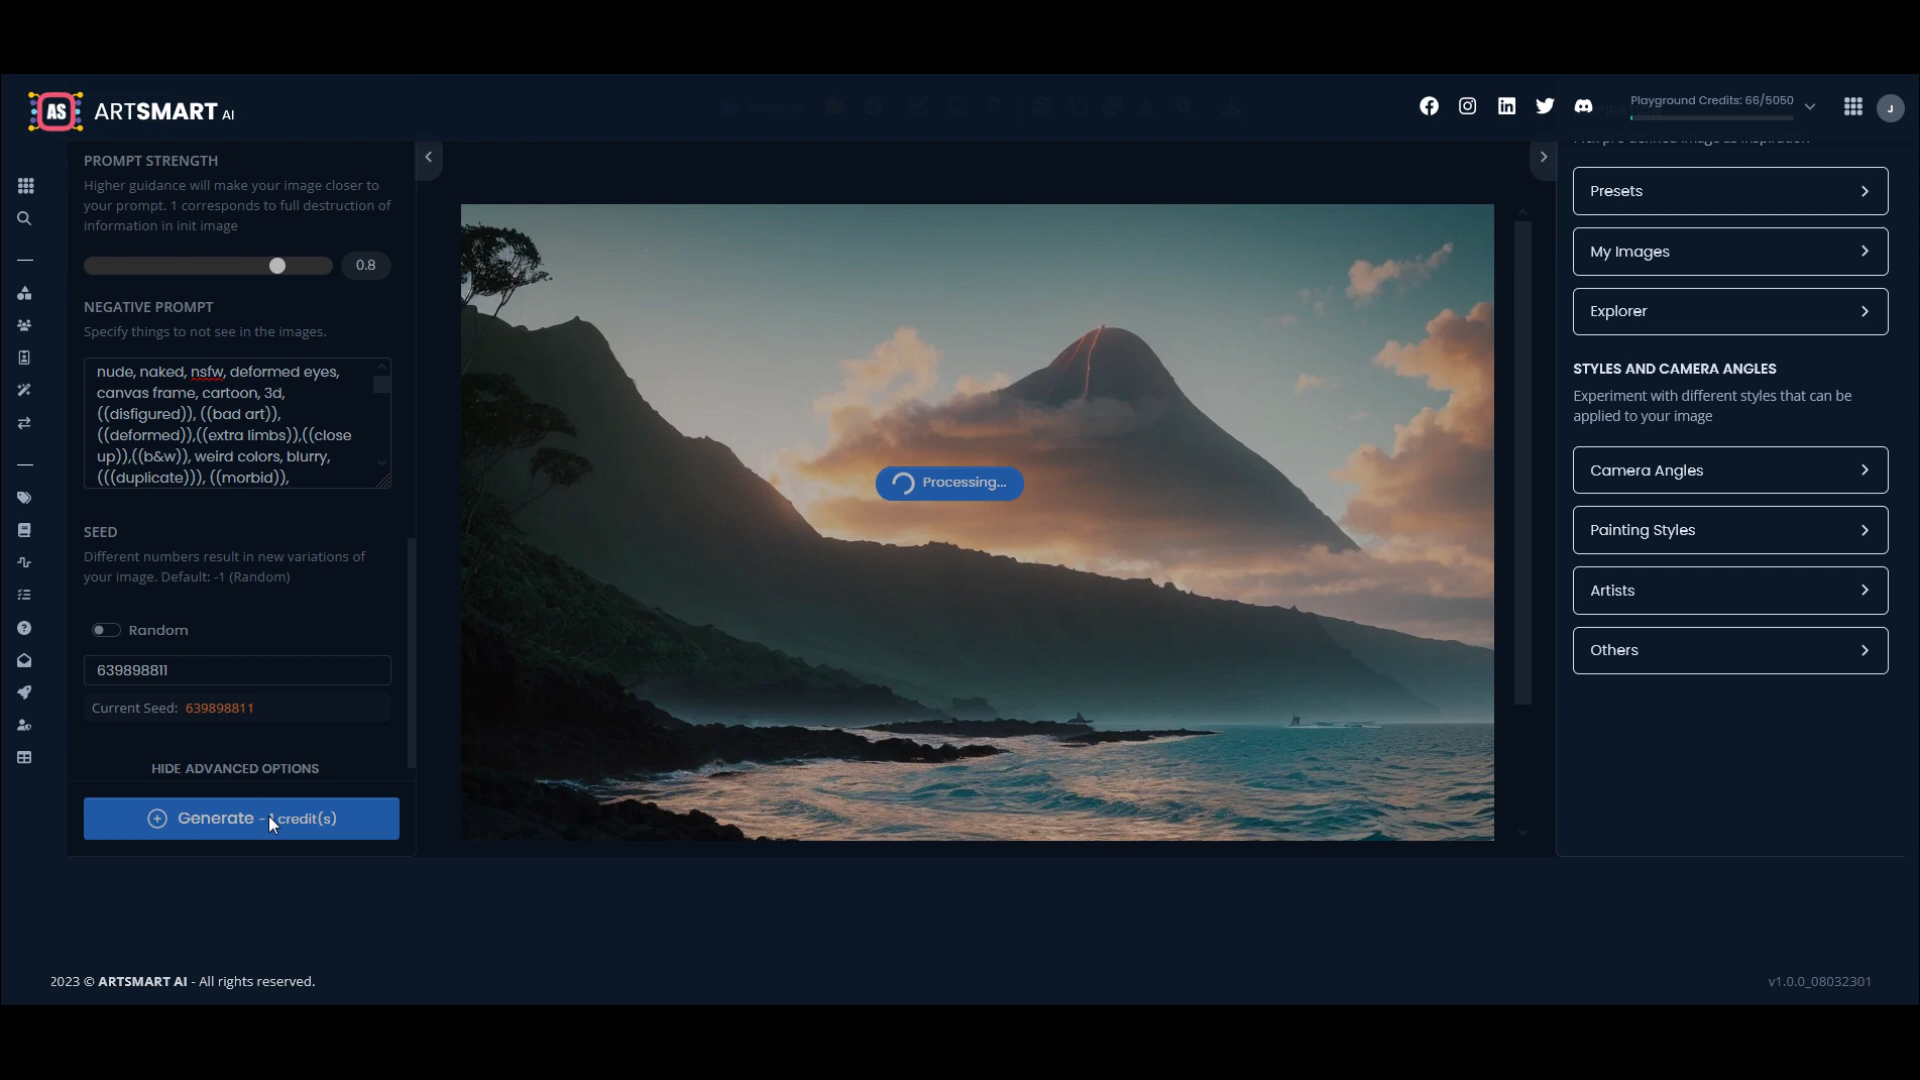 AS ARTSMART AI
Playground Credits: 66/5050
J
PROMPT STRENGTH
Higher guidance will make your image closer to
your prompt. 1 corresponds to full destruction of
information in init image
0.8
NEGATIVE PROMPT
Specify things to not see in the images.
nude, naked, nsfw, deformed eyes,
canvas frame, cartoon, 3d,
((disfigured)), ((bad art)),
((deformed)),((extra limbs)),((close
up)),((b&w)), weird colors, blurry,
(((duplicate))), ((morbid)),
SEED
Different numbers result in new variations of
your image. Default: -1 (Random)
Random
639898811
Current Seed: 639898811
HIDE ADVANCED OPTIONS
Generate - credit(s)
Processing...
Presets
My Images
Explorer
STYLES AND CAMERA ANGLES
Experiment with different styles that can be
applied to your image
Camera Angles
Painting Styles
Artists
Others
2023 © ARTSMART AI - All rights reserved.
v1.0.0_08032301